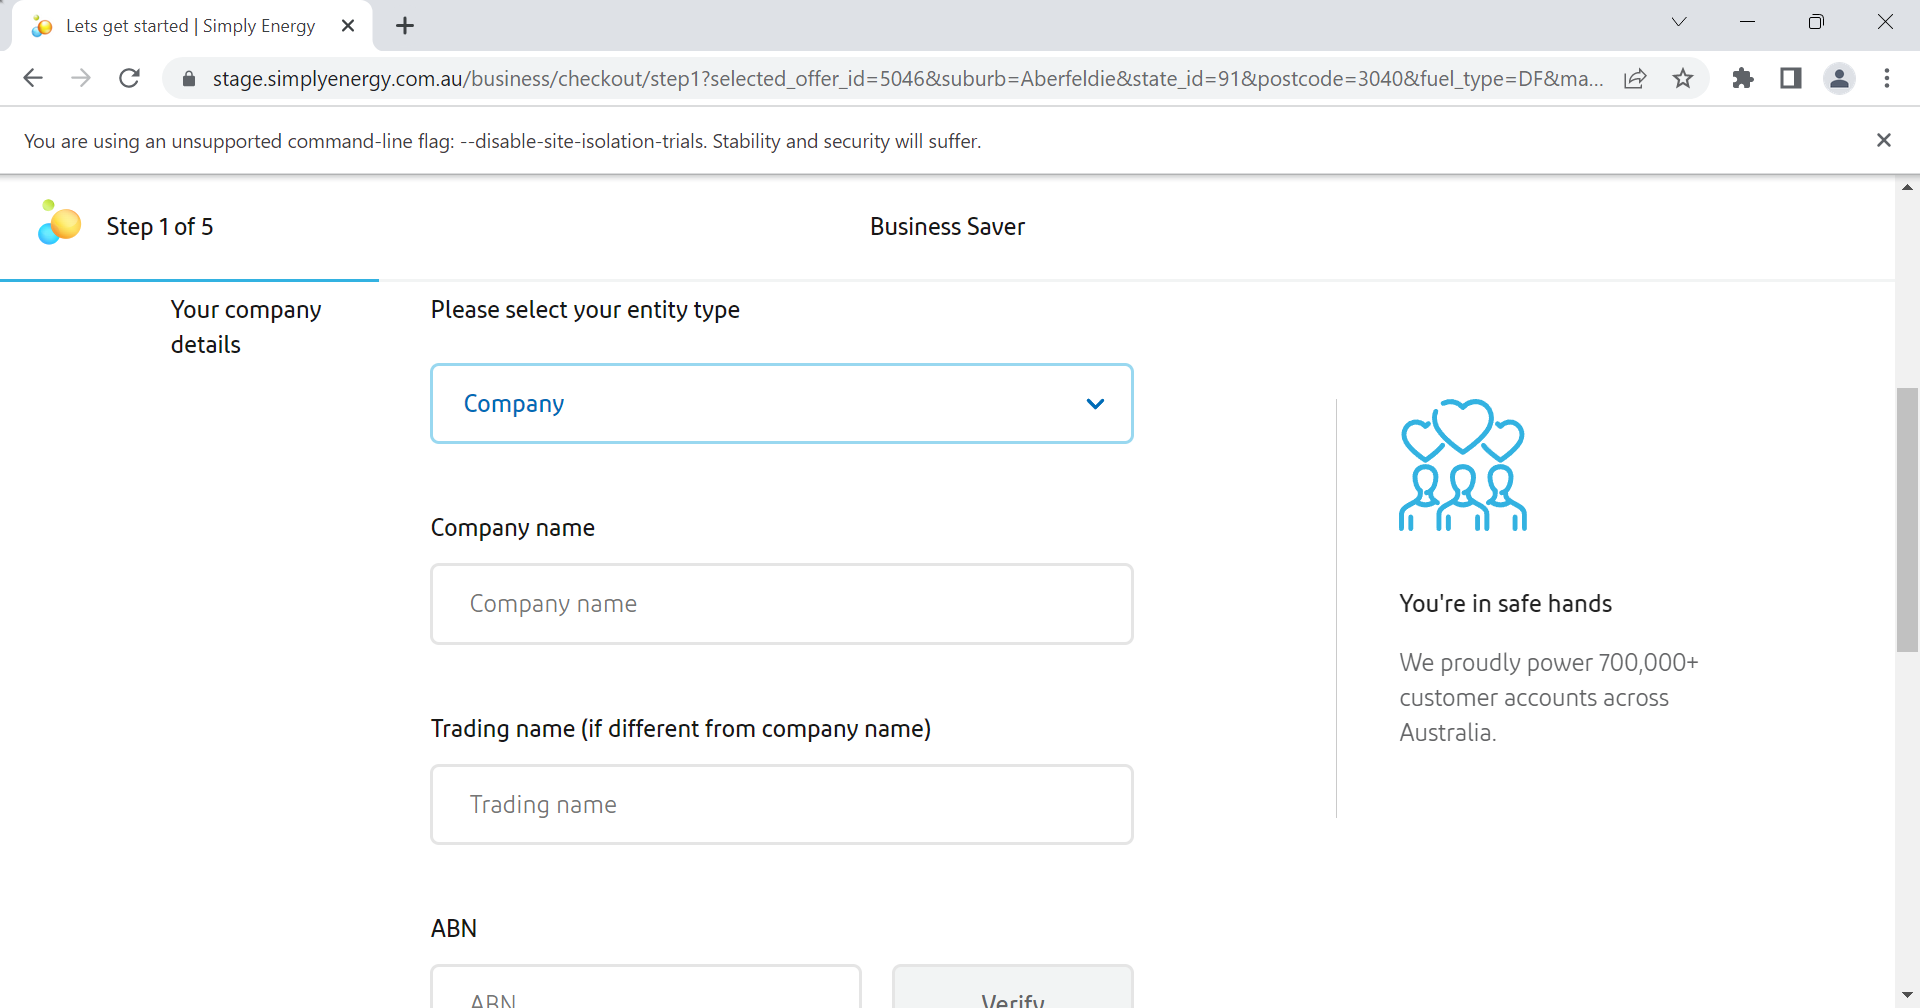 Lets get started | Simply Energy
stage.simplyenergy.com.au/business/checkout/step1?selected_offer_id=5046&suburb=Aberfeldie&state_id=91&postcode=3040&fuel_type=DF&ma...
You are using an unsupported command-line flag: --disable-site-isolation-trials. Stability and security will suffer.
Step 1 of 5
Business Saver
Your company
details
Please select your entity type
Company
Company name
Company name
Trading name (if different from company name)
Trading name
ABN
ABN
Verify
You're in safe hands
We proudly power 700,000+
customer accounts across
Australia.